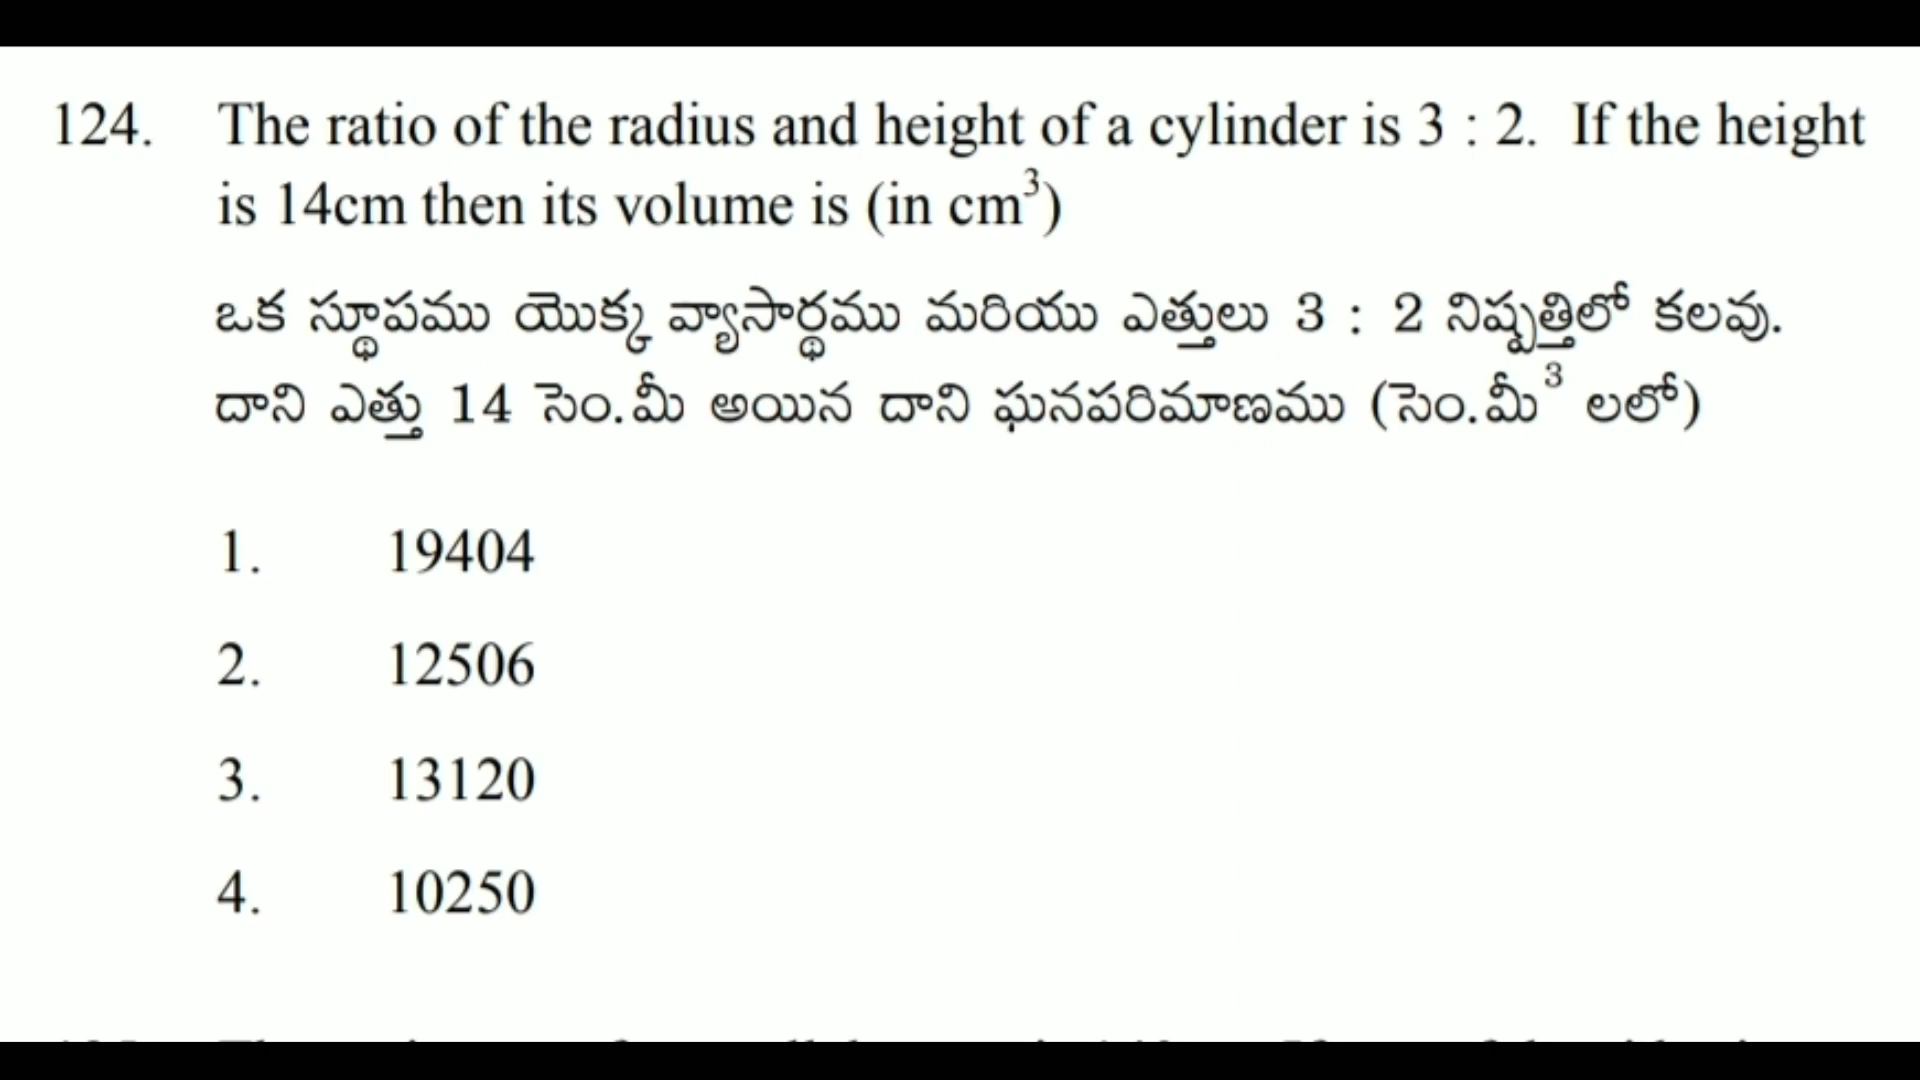 124. The ratio of the radius and height of a cylinder is 3 : 2. If the height
is 14cm then its volume is (in cm³)
ఒక స్థూపము యొక్క వ్యాసార్థము మరియు ఎత్తులు 3 : 2 నిష్పత్తిలో కలవు.
దాని ఎత్తు 14 సెం.మీ అయిన దాని ఘనపరిమాణము (సెం.మీ³ లలో)
1. 19404
2. 12506
3. 13120
4. 10250